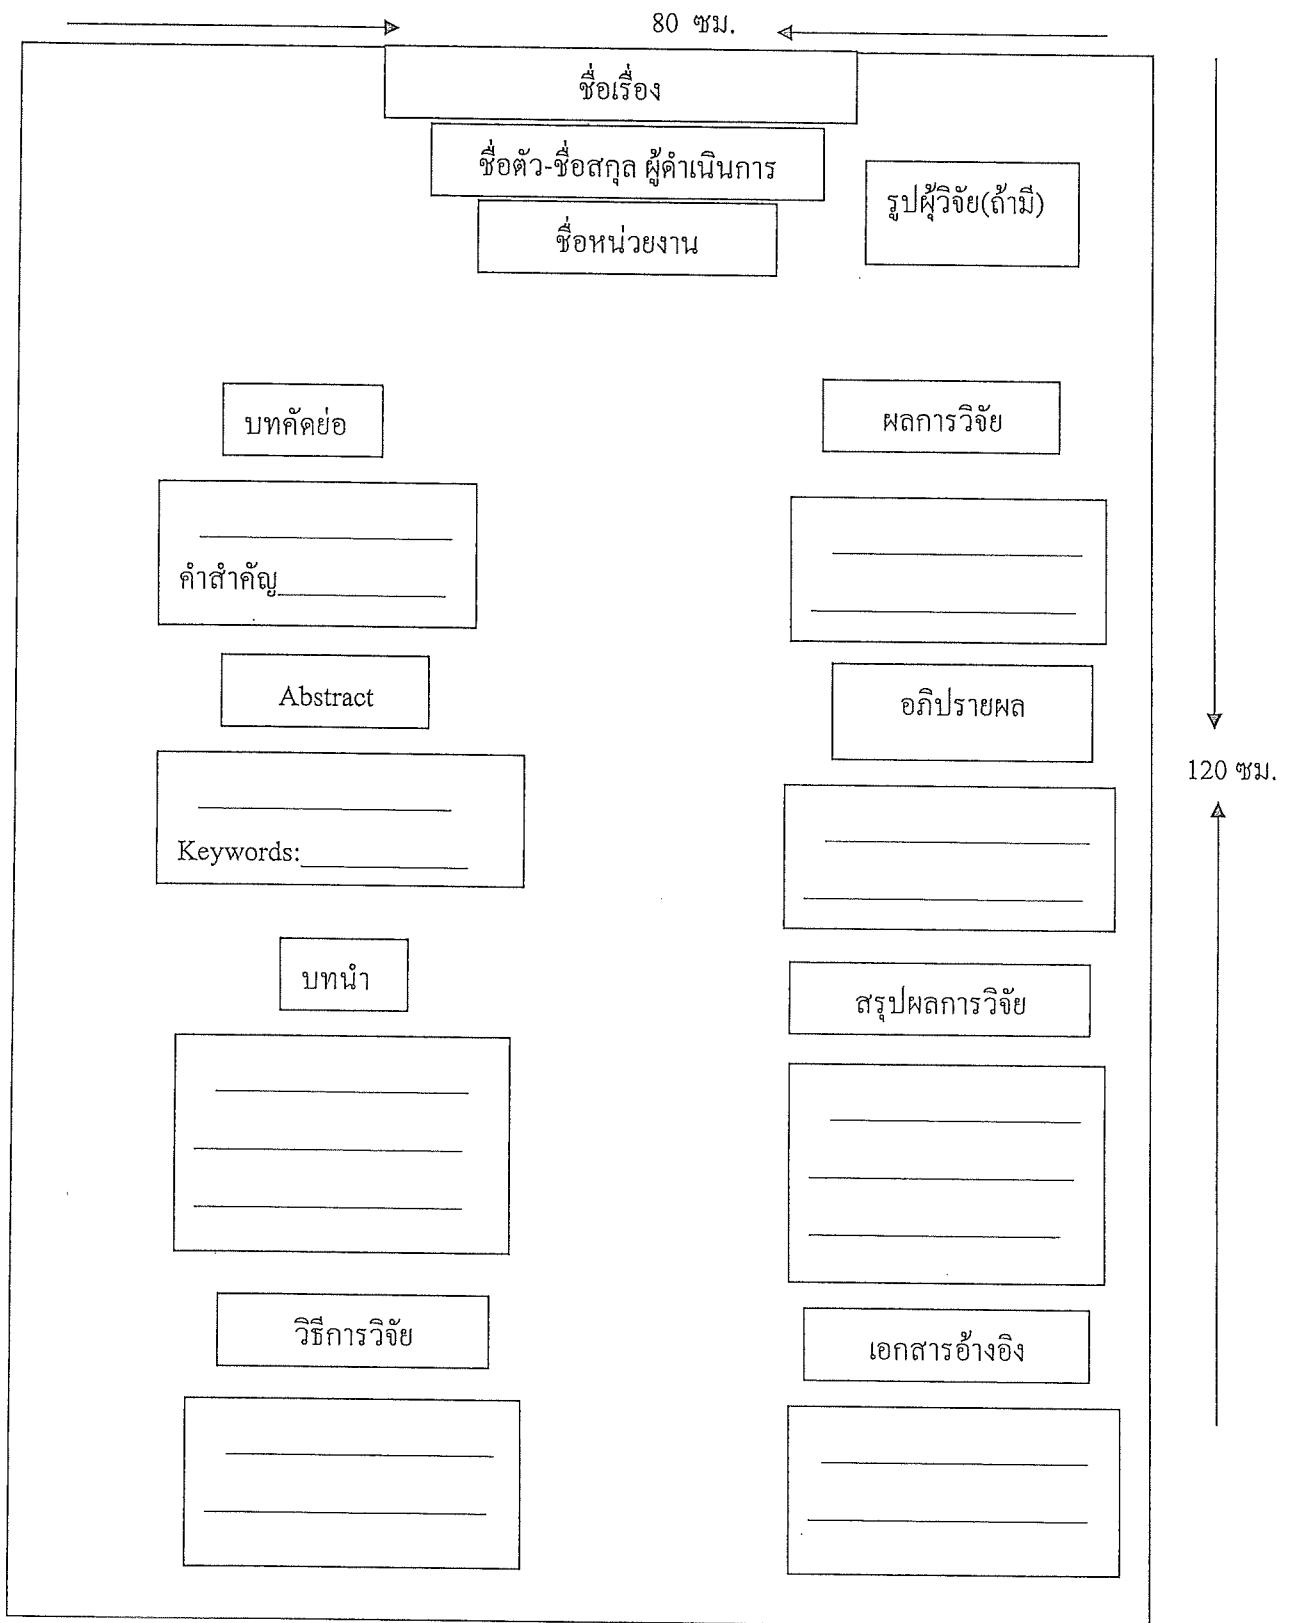 80 ซม.
ชื่อเรื่อง
ชื่อตัว-ชื่อสกุล ผู้ดำเนินการ
รูปผุ้วิจัย(ถ้ามี)
ชื่อหน่วยงาน
บทคัดย่อ
คำสำคัญ
Abstract
Keywords:
บทนำ
วิธีการวิจัย
ผลการวิจัย
อภิปรายผล
สรุปผลการวิจัย
เอกสารอ้างอิง
120 ซม.